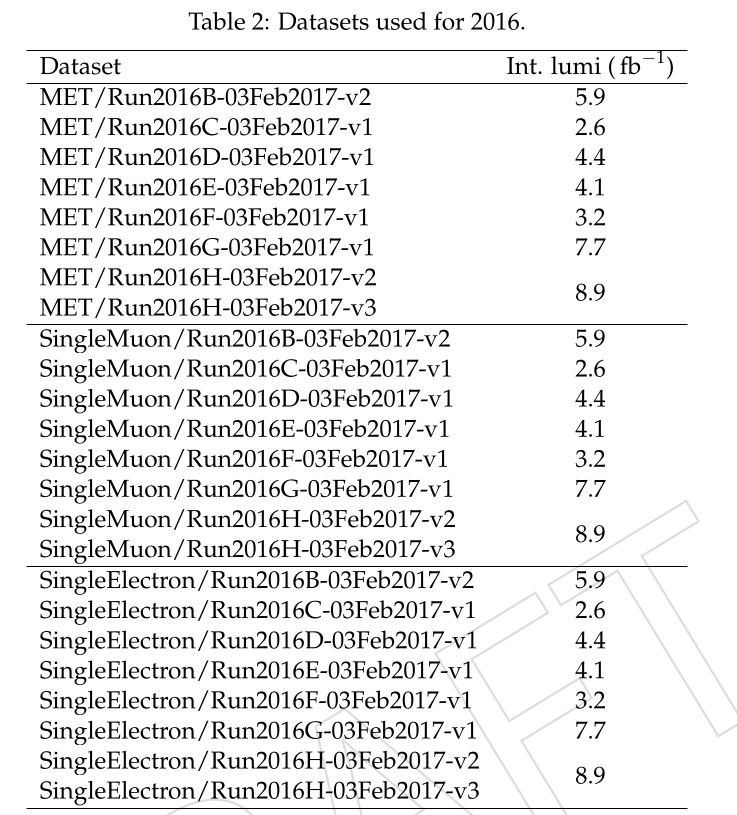 Table 2: Datasets used for 2016.
Dataset Int. lumi (fb−1)
MET/Run2016B-03Feb2017-v2 5.9
MET/Run2016C-03Feb2017-v1 2.6
MET/Run2016D-03Feb2017-v1 4.4
MET/Run2016E-03Feb2017-v1 4.1
MET/Run2016F-03Feb2017-v1 3.2
MET/Run2016G-03Feb2017-v1 7.7
MET/Run2016H-03Feb2017-v2
8.9
MET/Run2016H-03Feb2017-v3
SingleMuon/Run2016B-03Feb2017-v2 5.9
SingleMuon/Run2016C-03Feb2017-v1 2.6
SingleMuon/Run2016D-03Feb2017-v1 4.4
SingleMuon/Run2016E-03Feb2017-v1 4.1
SingleMuon/Run2016F-03Feb2017-v1 3.2
SingleMuon/Run2016G-03Feb2017-v1 7.7
SingleMuon/Run2016H-03Feb2017-v2
8.9
SingleMuon/Run2016H-03Feb2017-v3
SingleElectron/Run2016B-03Feb2017-v2 5.9
SingleElectron/Run2016C-03Feb2017-v1 2.6
SingleElectron/Run2016D-03Feb2017-v1 4.4
SingleElectron/Run2016E-03Feb2017-v1 4.1
SingleElectron/Run2016F-03Feb2017-v1 3.2
SingleElectron/Run2016G-03Feb2017-v1 7.7
SingleElectron/Run2016H-03Feb2017-v2
8.9
SingleElectron/Run2016H-03Feb2017-v3